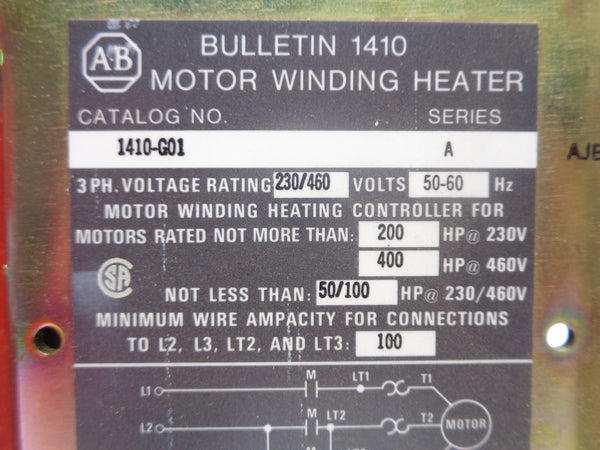 AB
BULLETIN 1410
MOTOR WINDING HEATER
CATALOG NO. SERIES
1410-G01 A
AJB
3 PH. VOLTAGE RATING 230/460 VOLTS 50-60 Hz
MOTOR WINDING HEATING CONTROLLER FOR
MOTORS RATED NOT MORE THAN: 200 HP@ 230V
400 HP@ 460V
SA
NOT LESS THAN: 50/100 HP@ 230/460V
MINIMUM WIRE AMPACITY FOR CONNECTIONS
TO L2, L3, LT2, AND LT3: 100
L1 M LT1 T1
L2 M LT2 T2 MOTOR
M